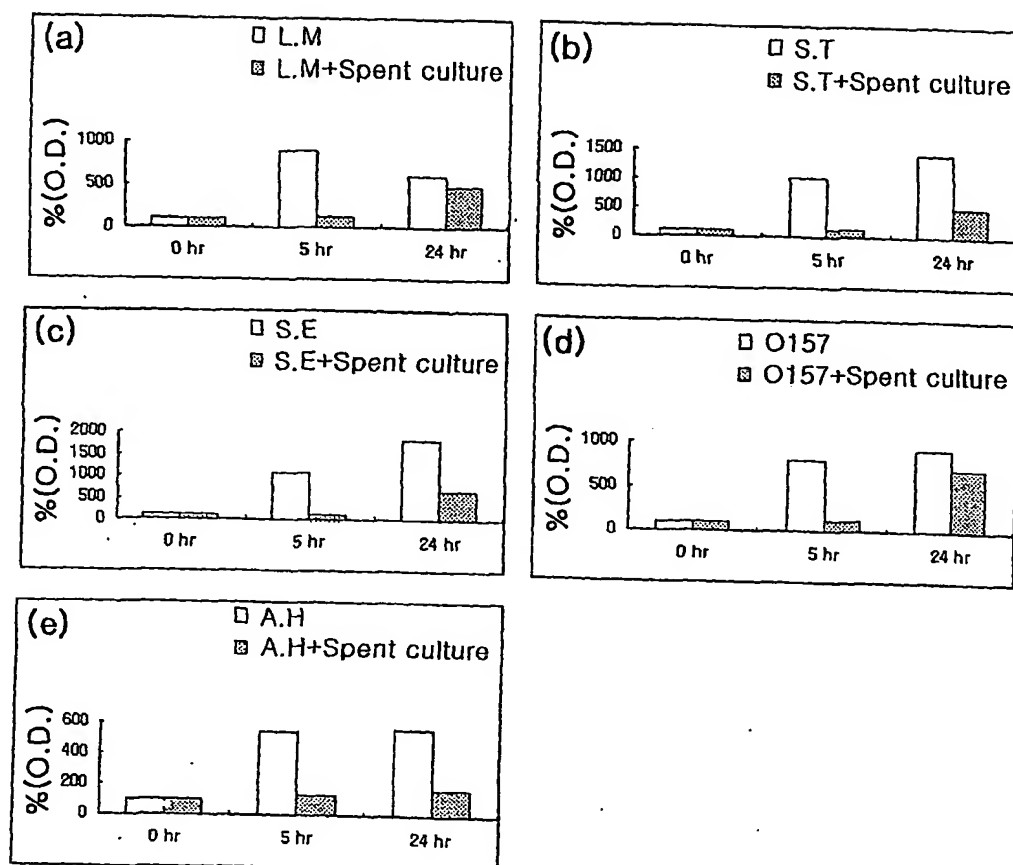 (a)
L.M
L.M+Spent culture
%(O.D.)
1000
500
0
0 hr 5 hr 24 hr
(b)
S.T
S.T+Spent culture
%(O.D.)
1500
1000
500
0
0 hr 5 hr 24 hr
(c)
S.E
S.E+Spent culture
%(O.D.)
2000
1500
1000
500
0
0 hr 5 hr 24 hr
(d)
O157
O157+Spent culture
%(O.D.)
1000
500
0
0 hr 5 hr 24 hr
(e)
A.H
A.H+Spent culture
%(O.D.)
600
400
200
0
0 hr 5 hr 24 hr